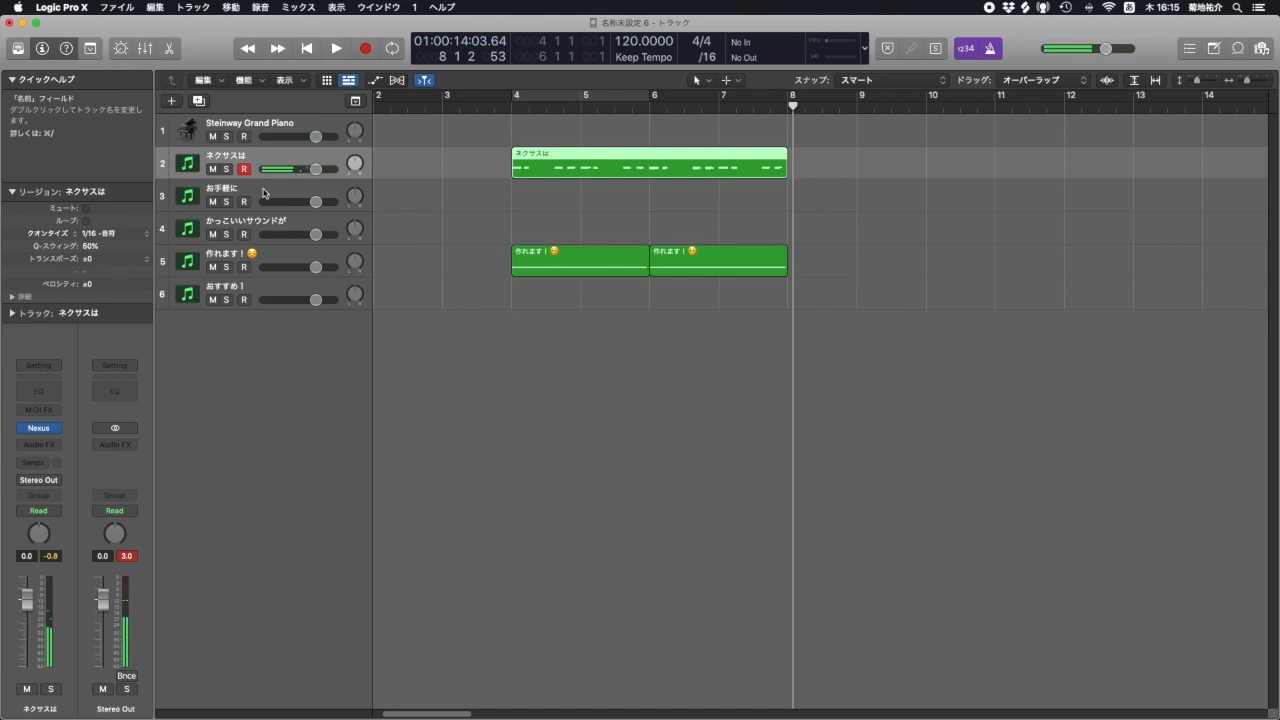 Logic Pro X ファイル 編集 トラック 移動 録音 ミックス 表示 ウインドウ 1 ヘルプ
木 16:15 菊地祐介
名称未設定 6 - トラック
01:00:14:03.64
8 1 2 53
120.0000
Keep Tempo
4/4
/16
No In
No Out
CPU
HD
1234
クイックヘルプ
「名前」フィールド
ダブルクリックしてトラック名を変更し
ます。
詳しくは: ⌘/
リージョン: ネクサスは
ミュート:
ループ:
クオンタイズ 1/16 -音符
Q-スウィング: 50%
トランスポーズ: ±0
ベロシティ: ±0
詳細
トラック: ネクサスは
Setting Setting
EQ EQ
MIDI FX
Nexus
Audio FX Audio FX
Sends
Stereo Out
Group Group
Read Read
0.0 -0.8 0.0 3.0
Bnce
M S M S
ネクサスは Stereo Out
編集 機能 表示
スナップ: スマート ドラッグ: オーバーラップ
2 3 4 5 6 7 8 9 10 11 12 13 14
1 Steinway Grand Piano
M S R
2 ネクサスは
M S R
3 お手軽に
M S R
4 かっこいいサウンドが
M S R
5 作れます！😊
M S R
6 おすすめ！
M S R
ネクサスは
作れます！😊 作れます！😊